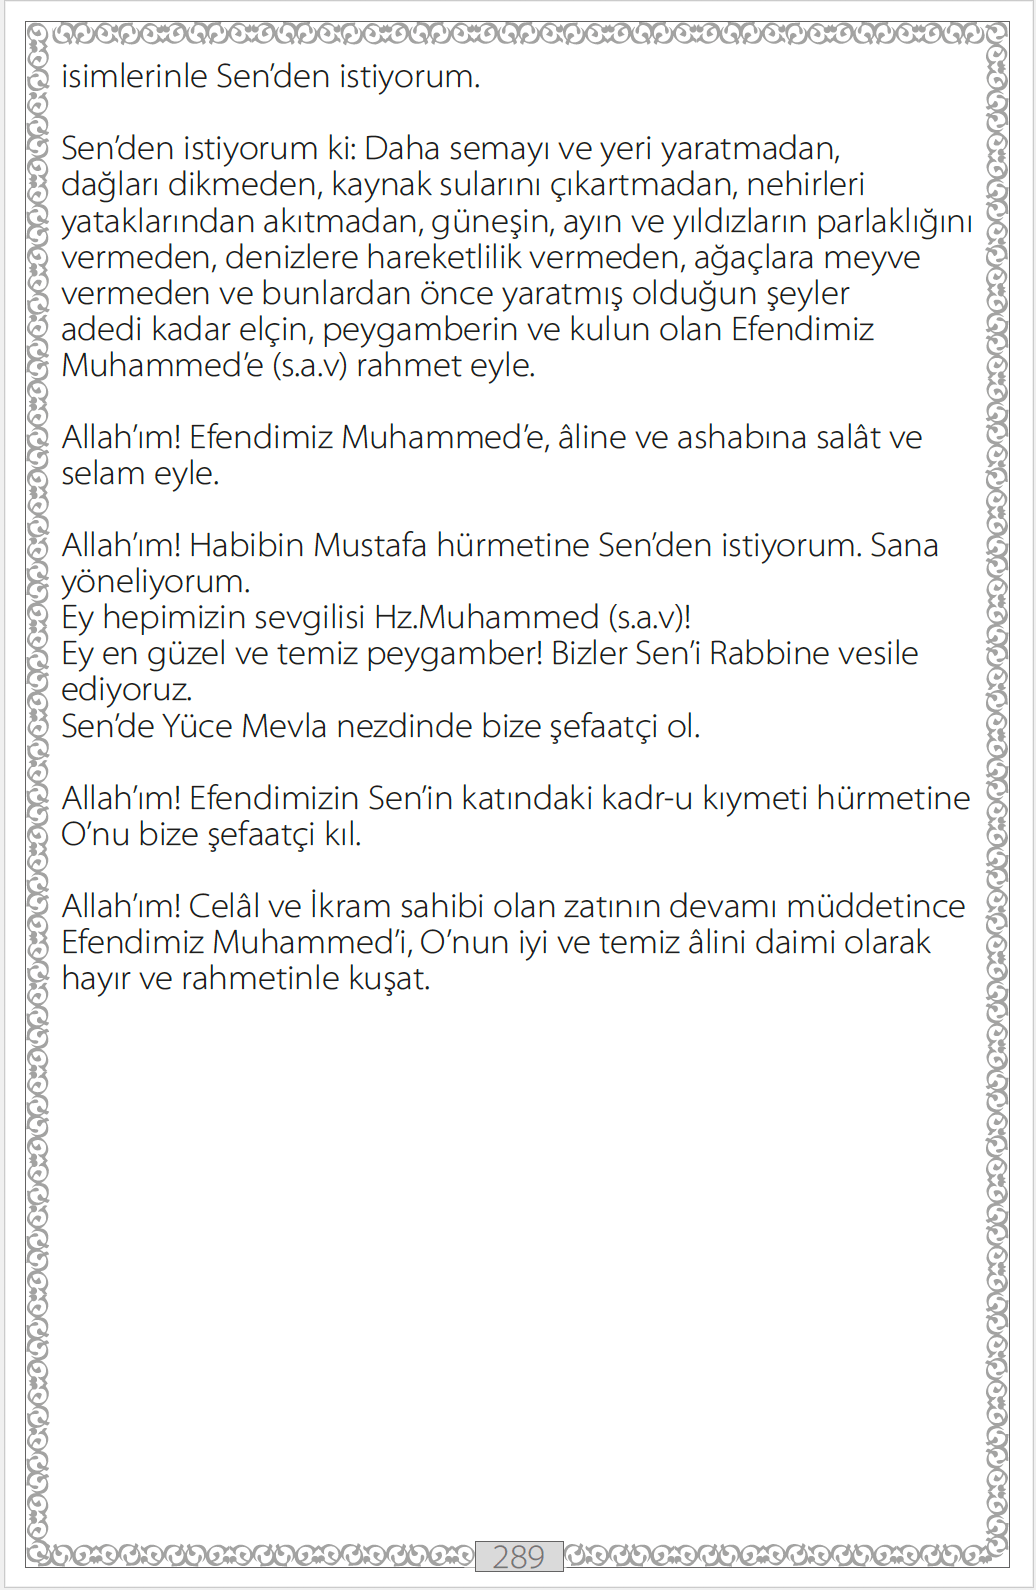 isimlerinle Sen’den istiyorum.
Sen’den istiyorum ki: Daha semayı ve yeri yaratmadan,
dağları dikmeden, kaynak sularını çıkartmadan, nehirleri
yataklarından akıtmadan, güneşin, ayın ve yıldızların parlaklığını
vermeden, denizlere hareketlilik vermeden, ağaçlara meyve
vermeden ve bunlardan önce yaratmış olduğun şeyler
adedi kadar elçin, peygamberin ve kulun olan Efendimiz
Muhammed’e (s.a.v) rahmet eyle.
Allah’ım! Efendimiz Muhammed’e, âline ve ashabına salât ve
selam eyle.
Allah’ım! Habibin Mustafa hürmetine Sen’den istiyorum. Sana
yöneliyorum.
Ey hepimizin sevgilisi Hz.Muhammed (s.a.v)!
Ey en güzel ve temiz peygamber! Bizler Sen’i Rabbine vesile
ediyoruz.
Sen’de Yüce Mevla nezdinde bize şefaatçi ol.
Allah’ım! Efendimizin Sen’in katındaki kadr-u kıymeti hürmetine
O’nu bize şefaatçi kıl.
Allah’ım! Celâl ve İkram sahibi olan zatının devamı müddetince
Efendimiz Muhammed’i, O’nun iyi ve temiz âlini daimi olarak
hayır ve rahmetinle kuşat.
289